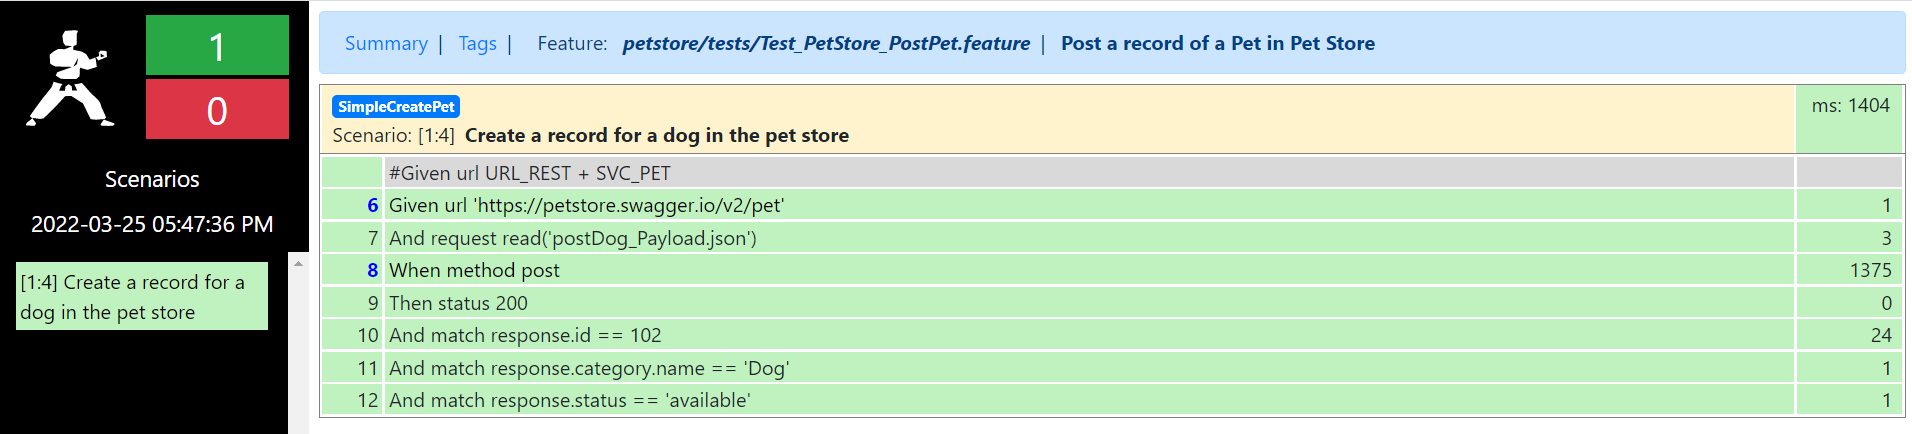 1
0
Scenarios
2022-03-25 05:47:36 PM
[1:4] Create a record for a
dog in the pet store
Summary | Tags | Feature: petstore/tests/Test_PetStore_PostPet.feature | Post a record of a Pet in Pet Store
SimpleCreatePet
ms: 1404
Scenario: [1:4] Create a record for a dog in the pet store
#Given url URL_REST + SVC_PET
6 Given url 'https://petstore.swagger.io/v2/pet' 1
7 And request read('postDog_Payload.json') 3
8 When method post 1375
9 Then status 200 0
10 And match response.id == 102 24
11 And match response.category.name == 'Dog' 1
12 And match response.status == 'available' 1